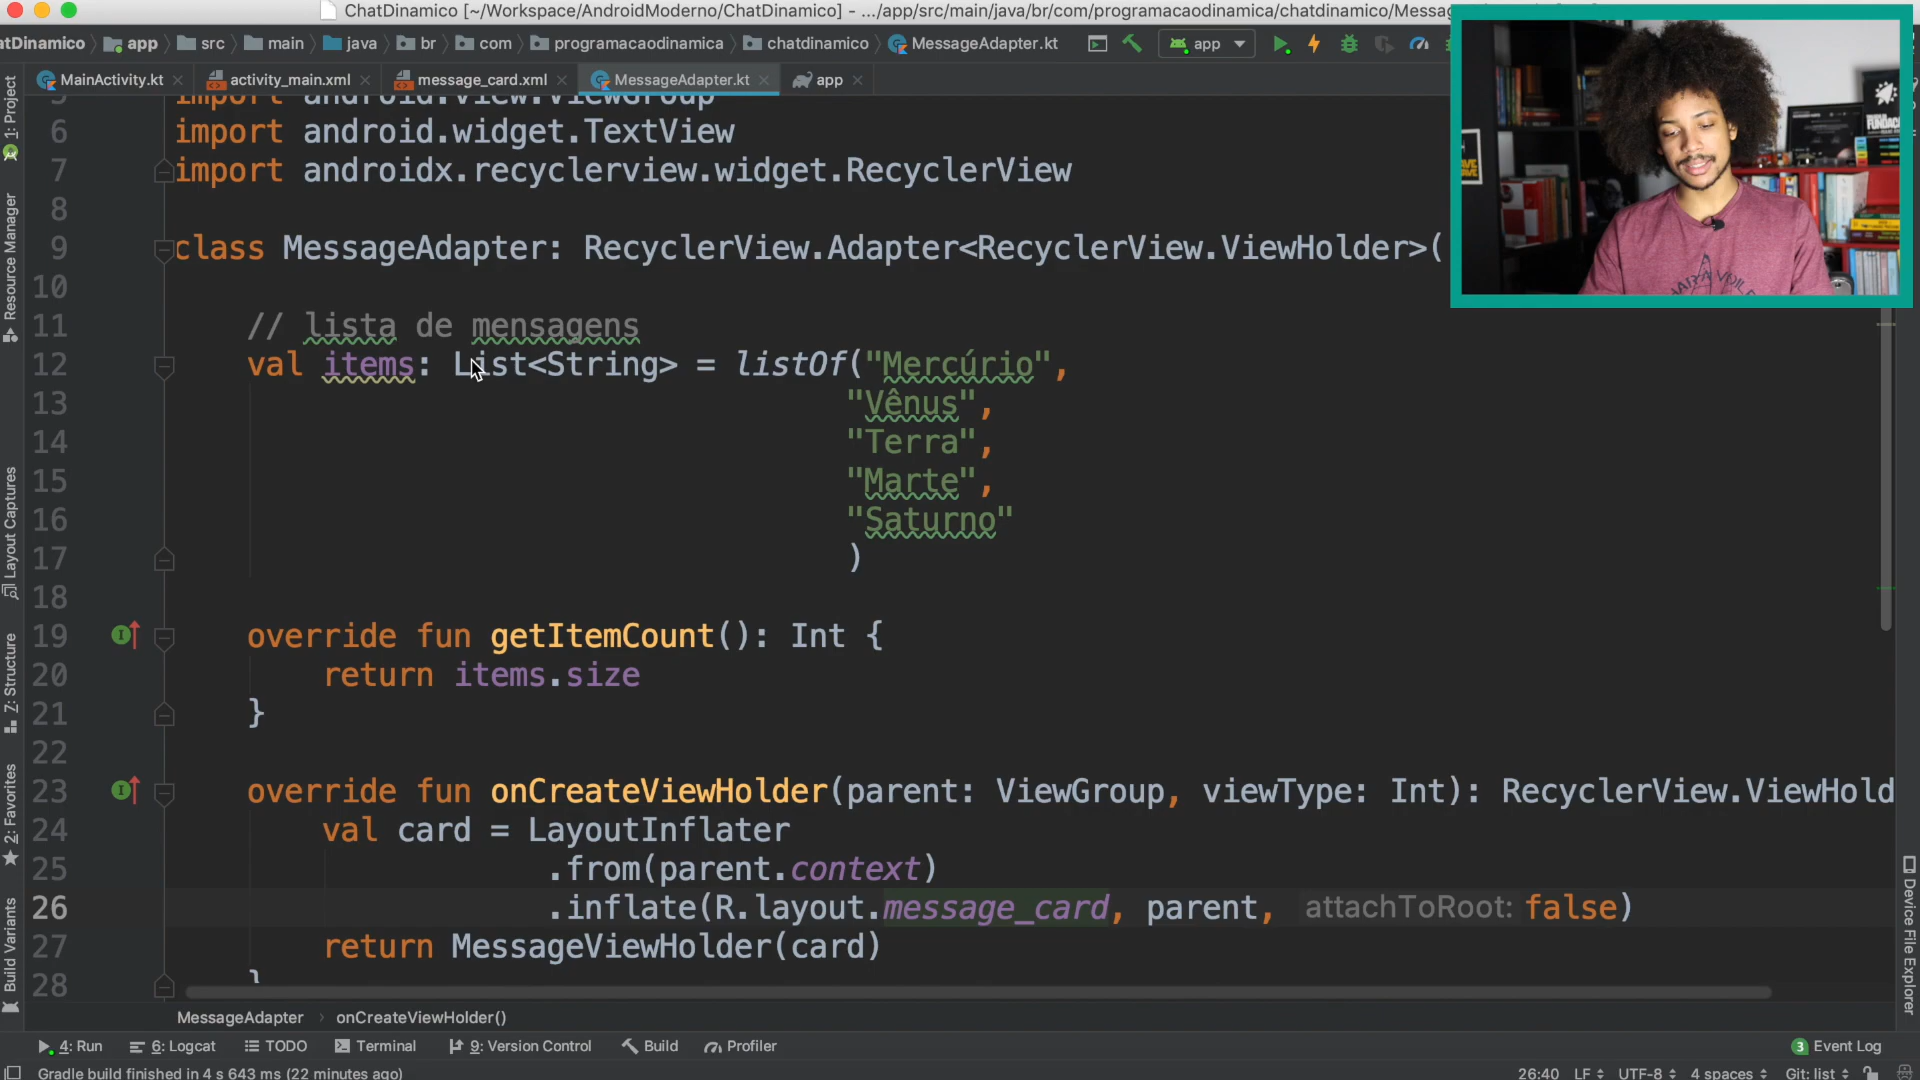 ChatDinamico [~/Workspace/AndroidModerno/ChatDinamico] - .../app/src/main/java/br/com/programacaodinamica/chatdinamico/Messag
atDinamico app src main java br com programacaodinamica chatdinamico MessageAdapter.kt app
MainActivity.kt activity_main.xml message_card.xml MessageAdapter.kt app
import android.view.ViewGroup
6 import android.widget.TextView
7 import androidx.recyclerview.widget.RecyclerView
8
9 class MessageAdapter: RecyclerView.Adapter<RecyclerView.ViewHolder>(
10
11 // lista de mensagens
12 val items: List<String> = listOf("Mercúrio",
13 "Vênus",
14 "Terra",
15 "Marte",
16 "Saturno"
17 )
18
19 override fun getItemCount(): Int {
20 return items.size
21 }
22
23 override fun onCreateViewHolder(parent: ViewGroup, viewType: Int): RecyclerView.ViewHold
24 val card = LayoutInflater
25 .from(parent.context)
26 .inflate(R.layout.message_card, parent, attachToRoot: false)
27 return MessageViewHolder(card)
28 }
1: Project
Resource Manager
Layout Captures
Z: Structure
2: Favorites
Build Variants
Device File Explorer
MessageAdapter › onCreateViewHolder()
4: Run 6: Logcat TODO Terminal 9: Version Control Build Profiler 3 Event Log
Gradle build finished in 4 s 643 ms (22 minutes ago) 26:40 LF UTF-8 4 spaces Git: list